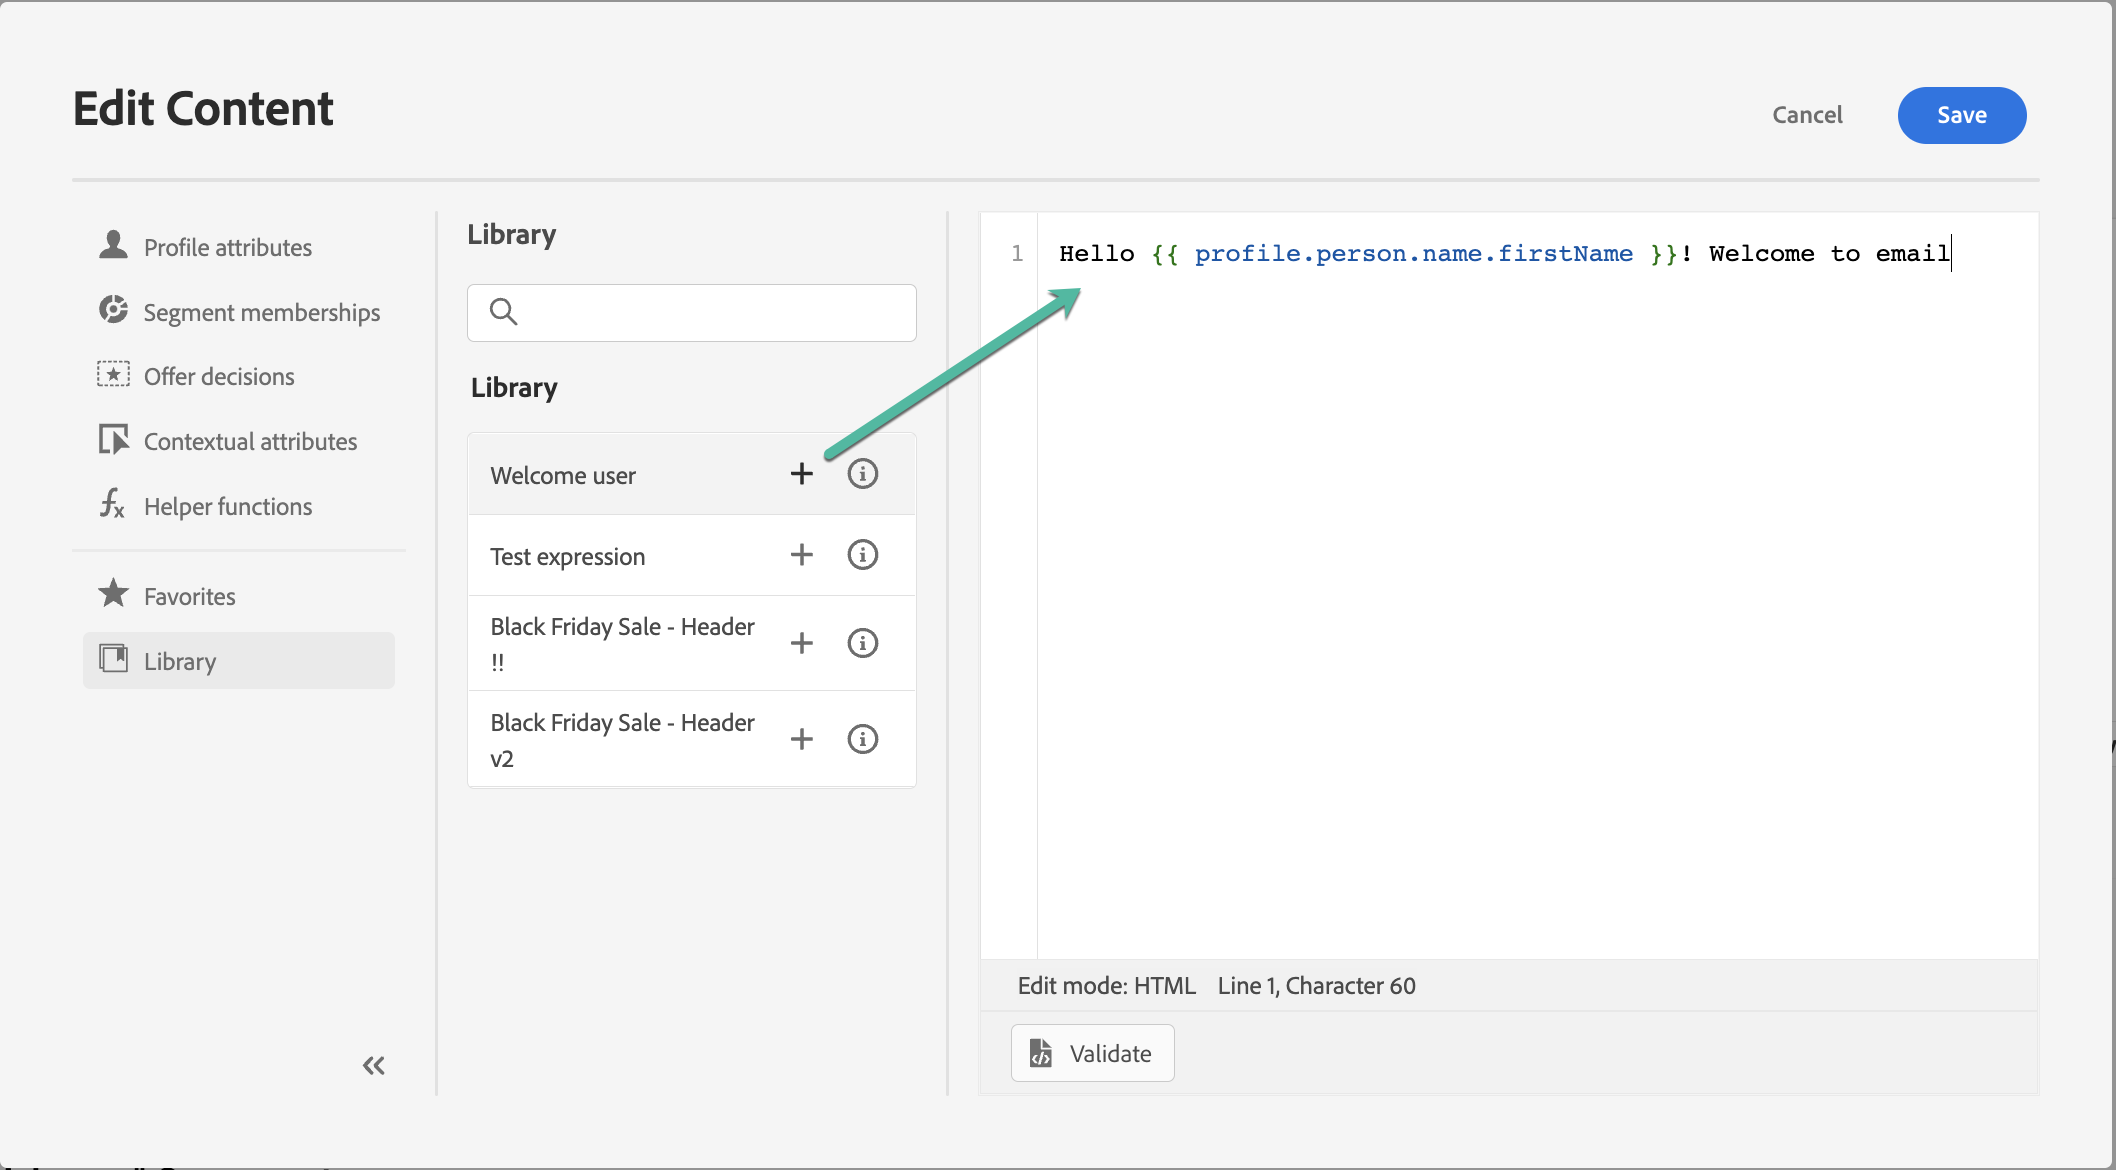 Edit Content
Cancel
Save
Profile attributes
Segment memberships
Offer decisions
Contextual attributes
Helper functions
Favorites
Library
Library
Library
Welcome user
Test expression
Black Friday Sale - Header
!!
Black Friday Sale - Header
v2
1
Hello {{ profile.person.name.firstName }}! Welcome to email
Edit mode: HTML Line 1, Character 60
Validate